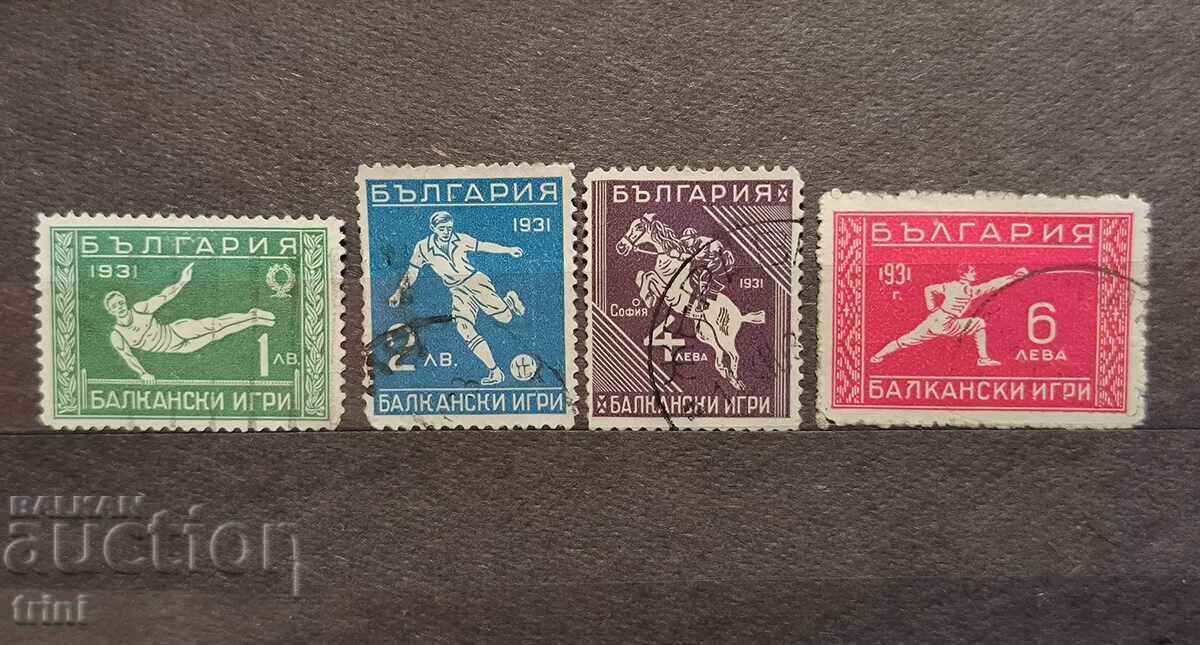 БЪЛГАРИЯ
1931
1 ЛВ.
БАЛКАНСКИ ИГРИ
БЪЛГАРИЯ
1931
2 ЛВ.
БАЛКАНСКИ ИГРИ
БЪЛГАРИЯ
1931
София
4
ЛЕВА
БАЛКАНСКИ ИГРИ
БЪЛГАРИЯ
1931
г.
6
ЛЕВА
БАЛКАНСКИ ИГРИ
BALKAN
auction
trini